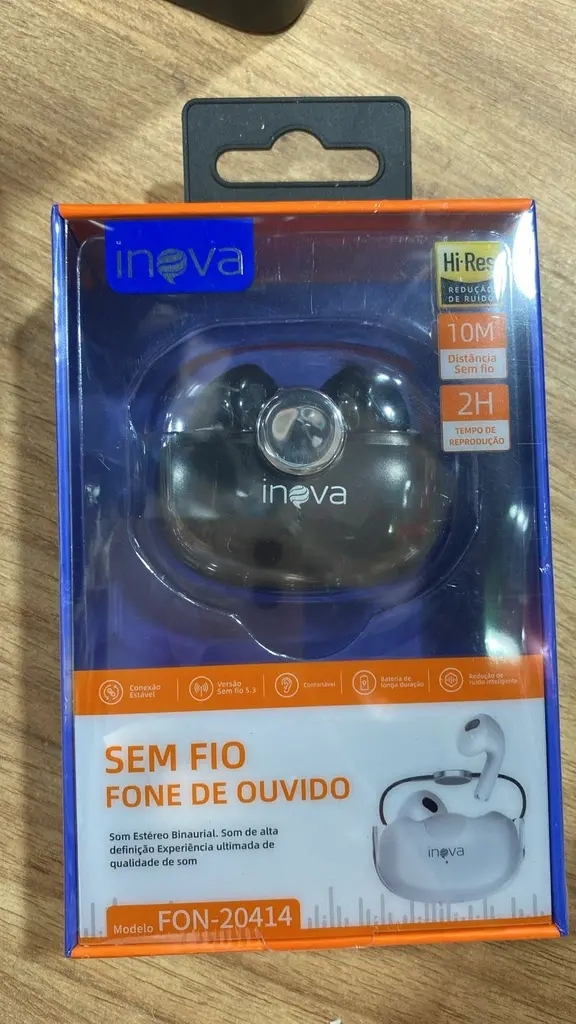 inova
Hi-Res
REDUÇÃO
DE RUÍDO
10M
Distância
Sem fio
2H
TEMPO DE
REPRODUÇÃO
inova
Conexão
Estável
Versão
Sem fio 5.3
Confortável
Bateria de
longa duração
Redução de
ruído inteligente
SEM FIO
FONE DE OUVIDO
Som Estéreo Binaural. Som de alta
definição Experiência ultimada de
qualidade de som
inova
Modelo FON-20414